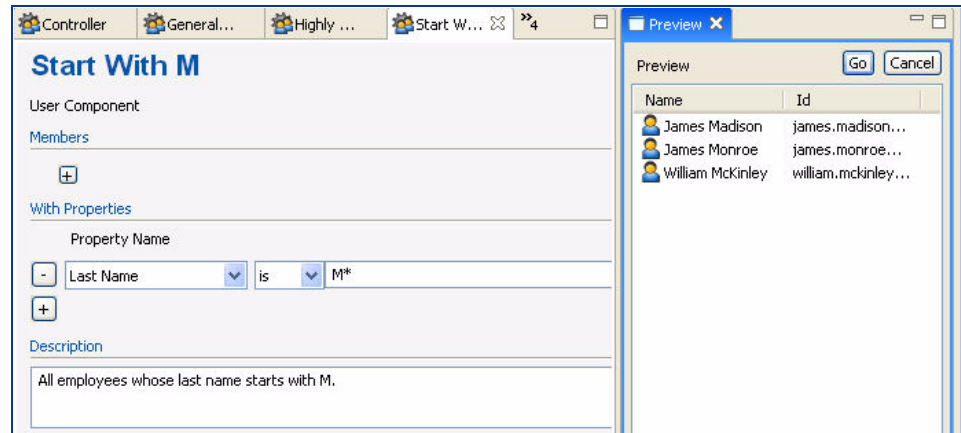 Controller General... Highly ... Start W... »4
Start With M
User Component
Members
+
With Properties
Property Name
- Last Name is M*
+
Description
All employees whose last name starts with M.
Preview
Preview Go Cancel
Name Id
James Madison james.madison...
James Monroe james.monroe...
William McKinley william.mckinley...